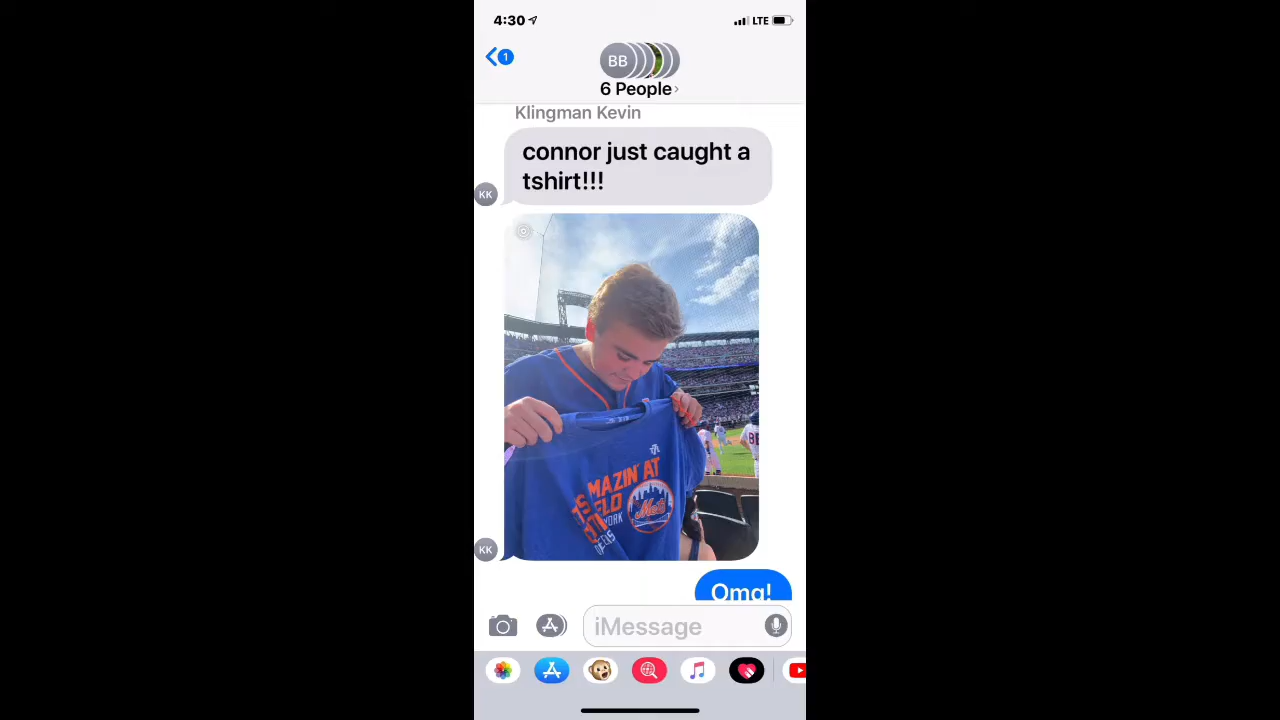 4:30
LTE
1
BB
6 People
Klingman Kevin
connor just caught a
tshirt!!!
KK
MAZIN' AT
YORK
Mets
KK
Omg!
iMessage